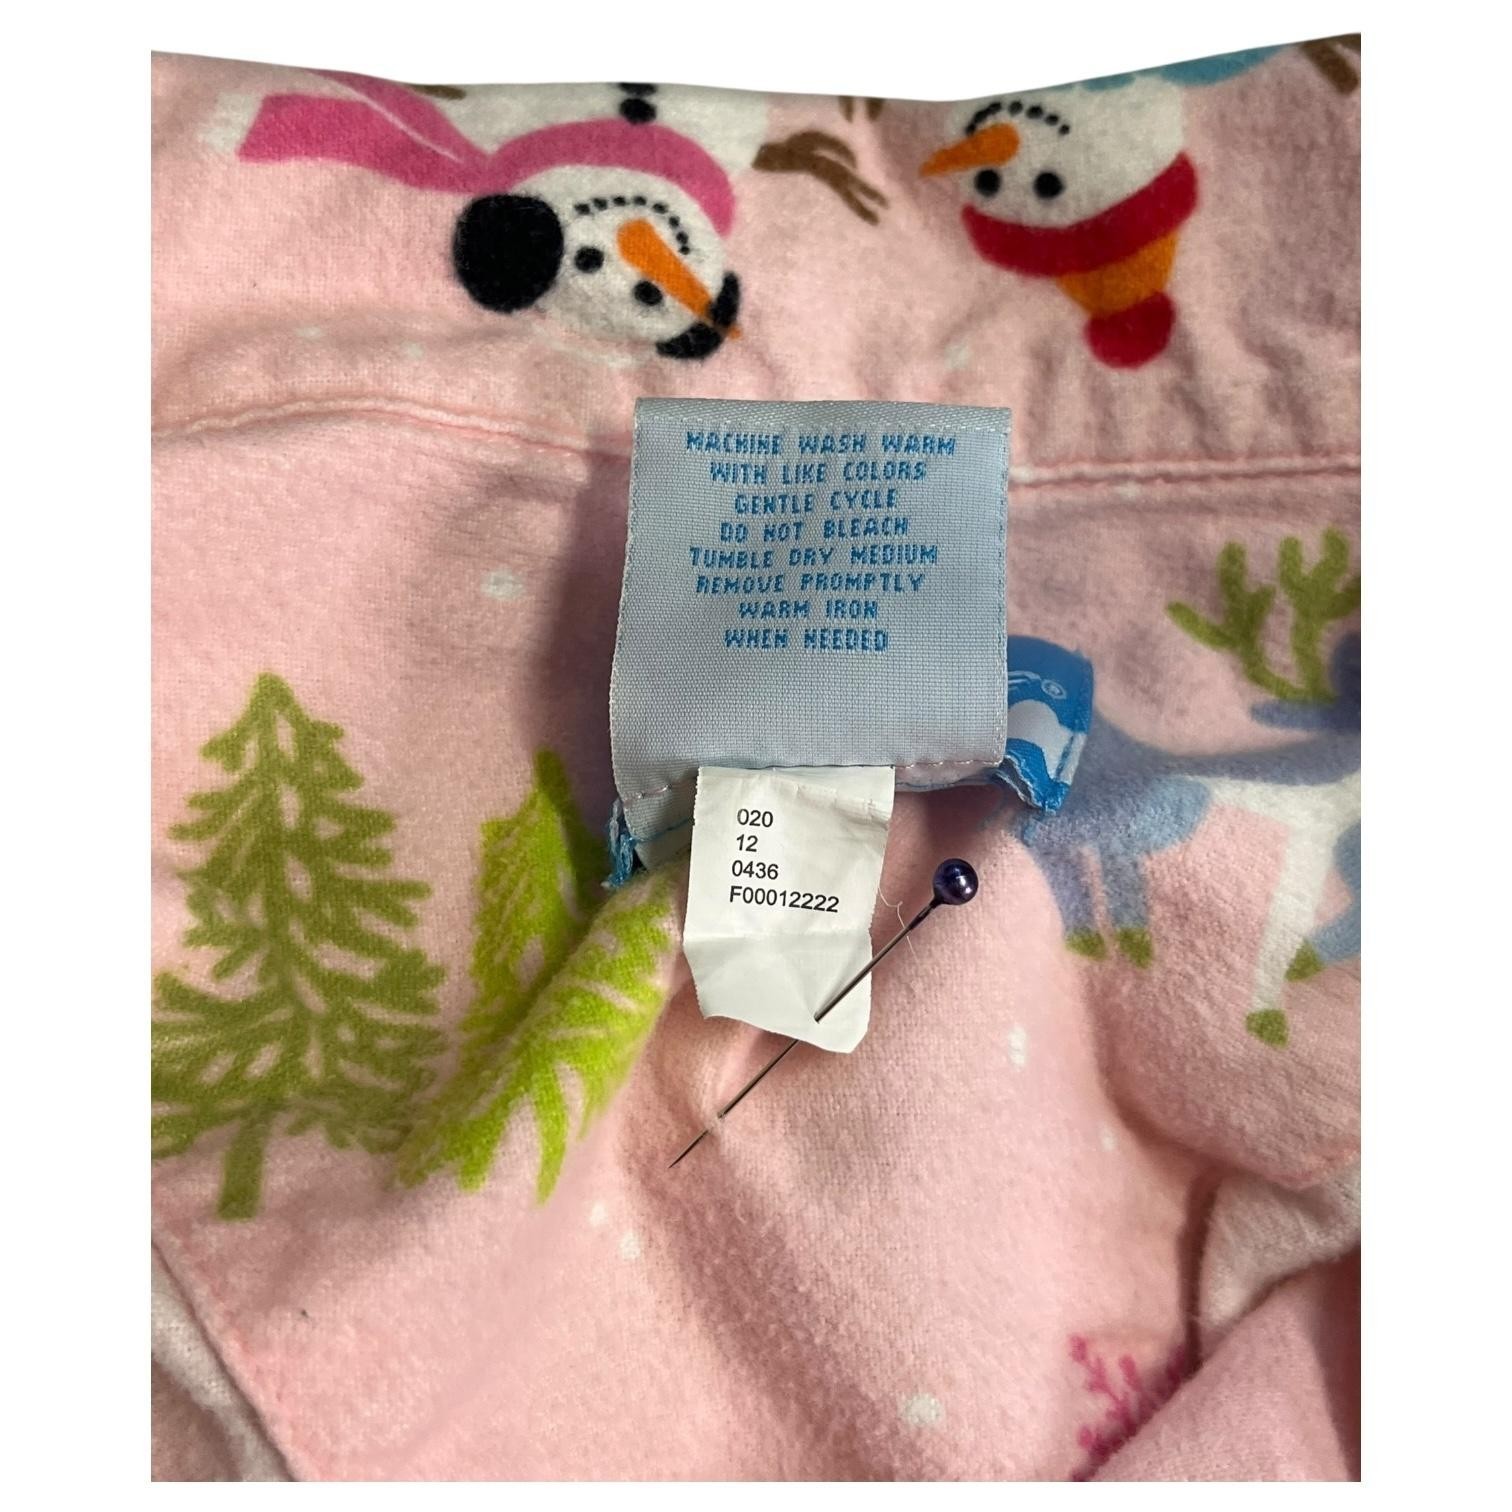 MACHINE WASH WARM
WITH LIKE COLORS
GENTLE CYCLE
DO NOT BLEACH
TUMBLE DRY MEDIUM
REMOVE PROMPTLY
WARM IRON
WHEN NEEDED
020
12
0436
F00012222